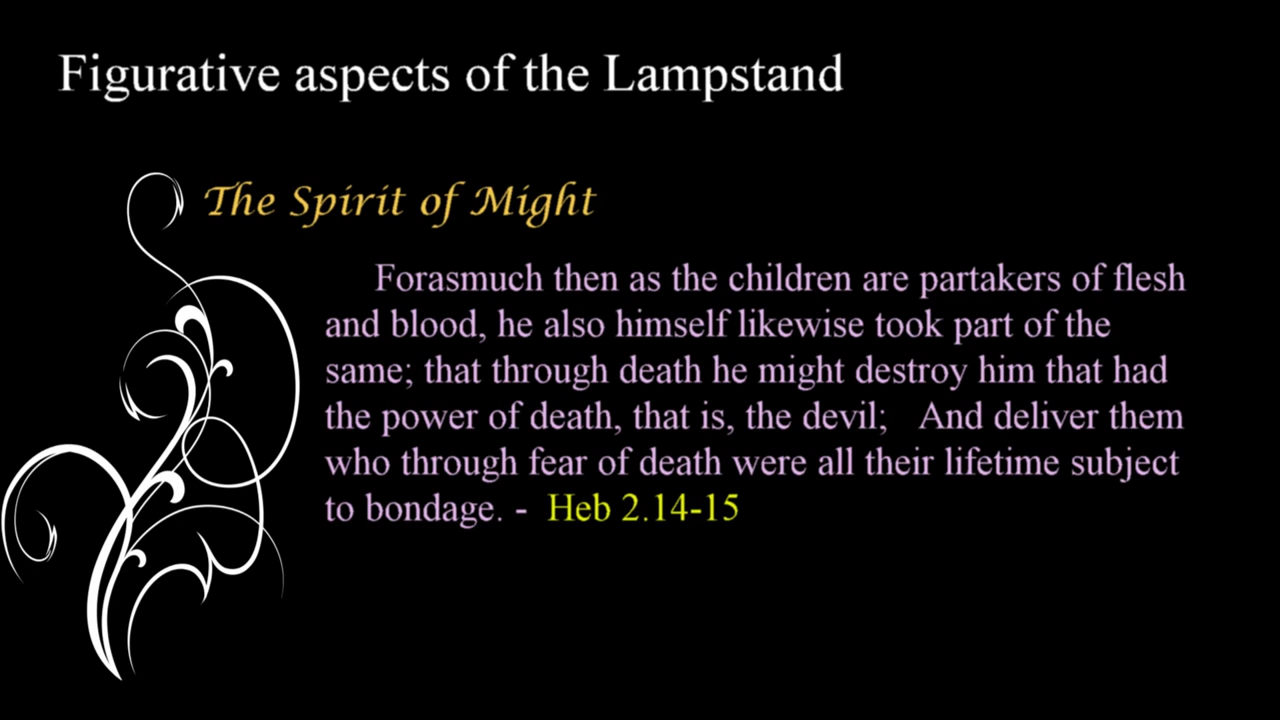 Figurative aspects of the Lampstand
The Spirit of Might
Forasmuch then as the children are partakers of flesh
and blood, he also himself likewise took part of the
same; that through death he might destroy him that had
the power of death, that is, the devil;   And deliver them
who through fear of death were all their lifetime subject
to bondage. -  Heb 2.14-15